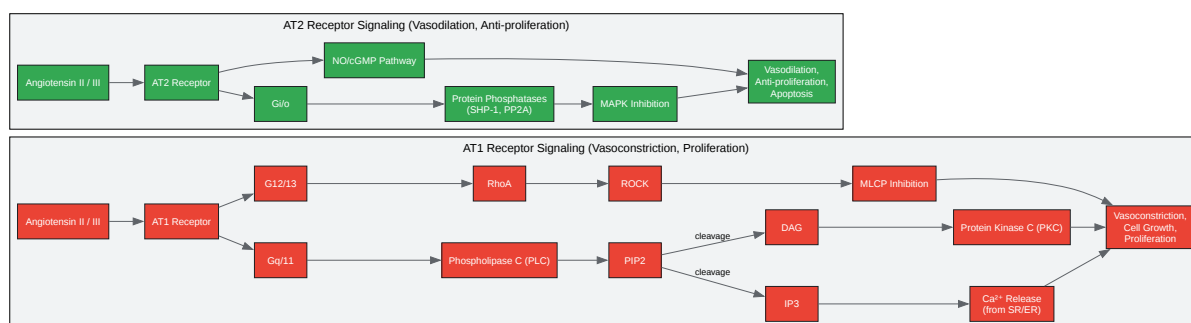 AT2 Receptor Signaling (Vasodilation, Anti-proliferation)
Angiotensin II / III
AT2 Receptor
NO/cGMP Pathway
Gi/o
Protein Phosphatases
(SHP-1, PP2A)
MAPK Inhibition
Vasodilation,
Anti-proliferation,
Apoptosis
AT1 Receptor Signaling (Vasoconstriction, Proliferation)
Angiotensin II / III
AT1 Receptor
G12/13
RhoA
ROCK
MLCP Inhibition
Gq/11
Phospholipase C (PLC)
PIP2
cleavage
DAG
Protein Kinase C (PKC)
cleavage
IP3
Ca²⁺ Release
(from SR/ER)
Vasoconstriction,
Cell Growth,
Proliferation